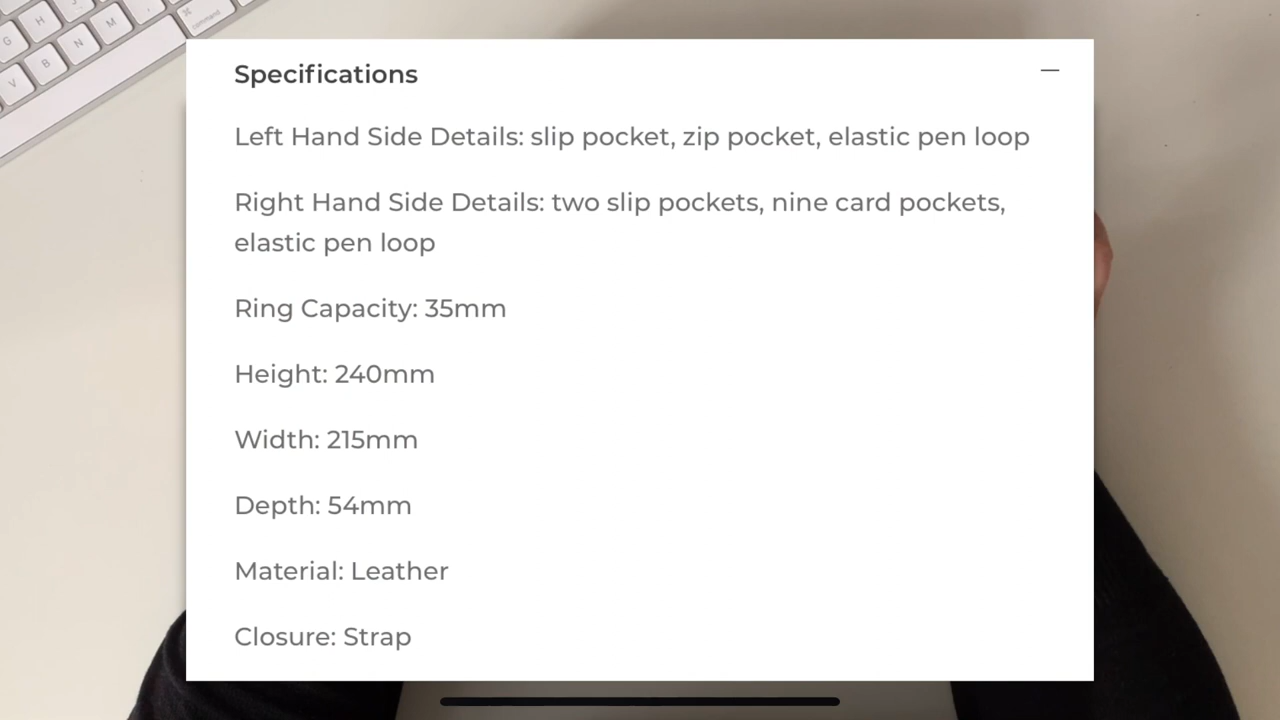 G
H
J
V
B
N
M
,
⌘
command
Specifications
Left Hand Side Details: slip pocket, zip pocket, elastic pen loop
Right Hand Side Details: two slip pockets, nine card pockets,
elastic pen loop
Ring Capacity: 35mm
Height: 240mm
Width: 215mm
Depth: 54mm
Material: Leather
Closure: Strap